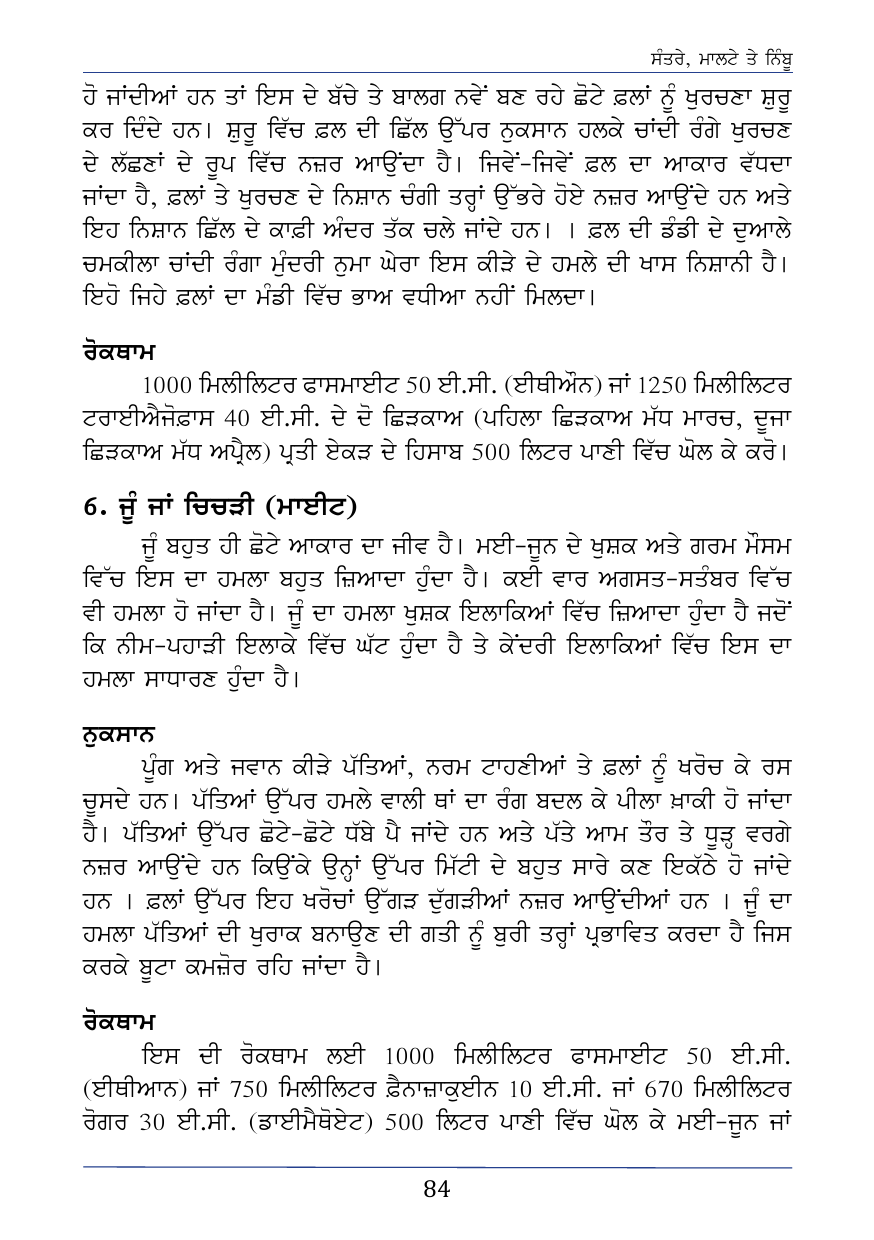 ਸੰਤਰੇ, ਮਾਲਟੇ ਤੇ ਨਿੰਬੂ
ਹੋ ਜਾਂਦੀਆਂ ਹਨ ਤਾਂ ਇਸ ਦੇ ਬੱਚੇ ਤੇ ਬਾਲਗ ਨਵੇਂ ਬਣ ਰਹੇ ਛੋਟੇ ਫ਼ਲਾਂ ਨੂੰ ਖੁਰਚਣਾ ਸ਼ੁਰੂ
ਕਰ ਦਿੰਦੇ ਹਨ। ਸ਼ੁਰੂ ਵਿੱਚ ਫ਼ਲ ਦੀ ਛਿੱਲ ਉੱਪਰ ਨੁਕਸਾਨ ਹਲਕੇ ਚਾਂਦੀ ਰੰਗੇ ਖੁਰਚਣ
ਦੇ ਲੱਛਣਾਂ ਦੇ ਰੂਪ ਵਿੱਚ ਨਜ਼ਰ ਆਉਂਦਾ ਹੈ। ਜਿਵੇਂ-ਜਿਵੇਂ ਫ਼ਲ ਦਾ ਆਕਾਰ ਵੱਧਦਾ
ਜਾਂਦਾ ਹੈ, ਫ਼ਲਾਂ ਤੇ ਖੁਰਚਣ ਦੇ ਨਿਸ਼ਾਨ ਚੰਗੀ ਤਰ੍ਹਾਂ ਉੱਭਰੇ ਹੋਏ ਨਜ਼ਰ ਆਉਂਦੇ ਹਨ ਅਤੇ
ਇਹ ਨਿਸ਼ਾਨ ਛਿੱਲ ਦੇ ਕਾਫ਼ੀ ਅੰਦਰ ਤੱਕ ਚਲੇ ਜਾਂਦੇ ਹਨ। । ਫ਼ਲ ਦੀ ਡੰਡੀ ਦੇ ਦੁਆਲੇ
ਚਮਕੀਲਾ ਚਾਂਦੀ ਰੰਗਾ ਮੁੰਦਰੀ ਨੁਮਾ ਘੇਰਾ ਇਸ ਕੀੜੇ ਦੇ ਹਮਲੇ ਦੀ ਖਾਸ ਨਿਸ਼ਾਨੀ ਹੈ।
ਇਹੋ ਜਿਹੇ ਫ਼ਲਾਂ ਦਾ ਮੰਡੀ ਵਿੱਚ ਭਾਅ ਵਧੀਆ ਨਹੀਂ ਮਿਲਦਾ।
ਰੋਕਥਾਮ
1000 ਮਿਲੀਲਿਟਰ ਫਾਸਮਾਈਟ 50 ਈ.ਸੀ. (ਈਥੀਔਨ) ਜਾਂ 1250 ਮਿਲੀਲਿਟਰ
ਟਰਾਈਐਜੋਫ਼ਾਸ 40 ਈ.ਸੀ. ਦੇ ਦੋ ਛਿੜਕਾਅ (ਪਹਿਲਾ ਛਿੜਕਾਅ ਮੱਧ ਮਾਰਚ, ਦੂਜਾ
ਛਿੜਕਾਅ ਮੱਧ ਅਪ੍ਰੈਲ) ਪ੍ਰਤੀ ਏਕੜ ਦੇ ਹਿਸਾਬ 500 ਲਿਟਰ ਪਾਣੀ ਵਿੱਚ ਘੋਲ ਕੇ ਕਰੋ।
6. ਜੂੰ ਜਾਂ ਚਿਚੜੀ (ਮਾਈਟ)
ਜੂੰ ਬਹੁਤ ਹੀ ਛੋਟੇ ਆਕਾਰ ਦਾ ਜੀਵ ਹੈ। ਮਈ-ਜੂਨ ਦੇ ਖੁਸ਼ਕ ਅਤੇ ਗਰਮ ਮੌਸਮ
ਵਿੱਚ ਇਸ ਦਾ ਹਮਲਾ ਬਹੁਤ ਜ਼ਿਆਦਾ ਹੁੰਦਾ ਹੈ। ਕਈ ਵਾਰ ਅਗਸਤ-ਸਤੰਬਰ ਵਿੱਚ
ਵੀ ਹਮਲਾ ਹੋ ਜਾਂਦਾ ਹੈ। ਜੂੰ ਦਾ ਹਮਲਾ ਖੁਸ਼ਕ ਇਲਾਕਿਆਂ ਵਿੱਚ ਜ਼ਿਆਦਾ ਹੁੰਦਾ ਹੈ ਜਦੋਂ
ਕਿ ਨੀਮ-ਪਹਾੜੀ ਇਲਾਕੇ ਵਿੱਚ ਘੱਟ ਹੁੰਦਾ ਹੈ ਤੇ ਕੇਂਦਰੀ ਇਲਾਕਿਆਂ ਵਿੱਚ ਇਸ ਦਾ
ਹਮਲਾ ਸਾਧਾਰਣ ਹੁੰਦਾ ਹੈ।
ਨੁਕਸਾਨ
ਪੂੰਗ ਅਤੇ ਜਵਾਨ ਕੀੜੇ ਪੱਤਿਆਂ, ਨਰਮ ਟਾਹਣੀਆਂ ਤੇ ਫ਼ਲਾਂ ਨੂੰ ਖਰੋਚ ਕੇ ਰਸ
ਚੂਸਦੇ ਹਨ। ਪੱਤਿਆਂ ਉੱਪਰ ਹਮਲੇ ਵਾਲੀ ਥਾਂ ਦਾ ਰੰਗ ਬਦਲ ਕੇ ਪੀਲਾ ਖ਼ਾਕੀ ਹੋ ਜਾਂਦਾ
ਹੈ। ਪੱਤਿਆਂ ਉੱਪਰ ਛੋਟੇ-ਛੋਟੇ ਧੱਬੇ ਪੈ ਜਾਂਦੇ ਹਨ ਅਤੇ ਪੱਤੇ ਆਮ ਤੌਰ ਤੇ ਧੂੜ੍ਹ ਵਰਗੇ
ਨਜ਼ਰ ਆਉਂਦੇ ਹਨ ਕਿਉਂਕੇ ਉਨ੍ਹਾਂ ਉੱਪਰ ਮਿੱਟੀ ਦੇ ਬਹੁਤ ਸਾਰੇ ਕਣ ਇਕੱਠੇ ਹੋ ਜਾਂਦੇ
ਹਨ । ਫ਼ਲਾਂ ਉੱਪਰ ਇਹ ਖਰੋਚਾਂ ਉੱਗੜ ਦੁੱਗੜੀਆਂ ਨਜ਼ਰ ਆਉਂਦੀਆਂ ਹਨ । ਜੂੰ ਦਾ
ਹਮਲਾ ਪੱਤਿਆਂ ਦੀ ਖੁਰਾਕ ਬਨਾਉਣ ਦੀ ਗਤੀ ਨੂੰ ਬੁਰੀ ਤਰ੍ਹਾਂ ਪ੍ਰਭਾਵਿਤ ਕਰਦਾ ਹੈ ਜਿਸ
ਕਰਕੇ ਬੂਟਾ ਕਮਜ਼ੋਰ ਰਹਿ ਜਾਂਦਾ ਹੈ।
ਰੋਕਥਾਮ
ਇਸ ਦੀ ਰੋਕਥਾਮ ਲਈ 1000 ਮਿਲੀਲਿਟਰ ਫਾਸਮਾਈਟ 50 ਈ.ਸੀ.
(ਈਥੀਆਨ) ਜਾਂ 750 ਮਿਲੀਲਿਟਰ ਫ਼ੈਨਾਜ਼ਾਕੁਈਨ 10 ਈ.ਸੀ. ਜਾਂ 670 ਮਿਲੀਲਿਟਰ
ਰੋਗਰ 30 ਈ.ਸੀ. (ਡਾਈਮੈਥੋਏਟ) 500 ਲਿਟਰ ਪਾਣੀ ਵਿੱਚ ਘੋਲ ਕੇ ਮਈ-ਜੂਨ ਜਾਂ
84